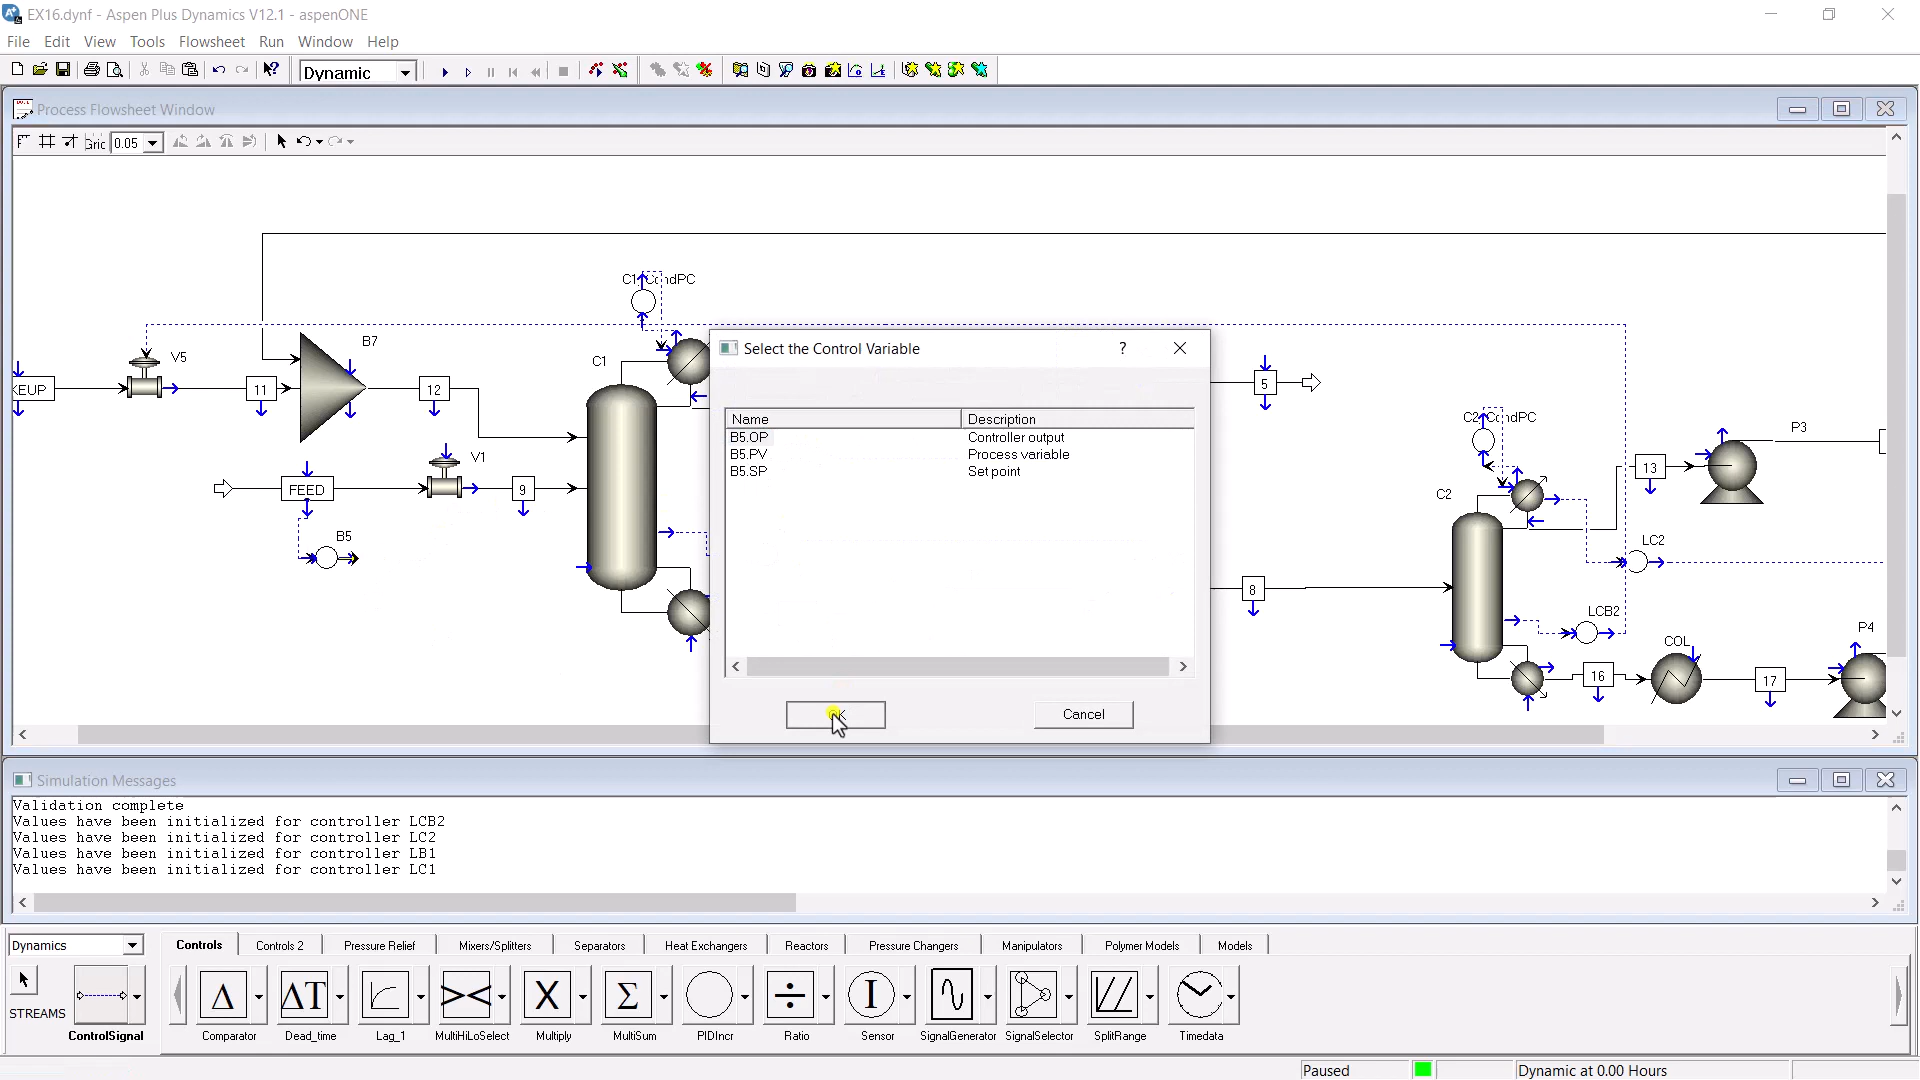 EX16.dynf - Aspen Plus Dynamics V12.1 - aspenONE
File Edit View Tools Flowsheet Run Window Help
Dynamic
Process Flowsheet Window
0.05
C1 CondPC
V5
B7
C1
KEUP
11
12
5
C2 CondPC
P3
V1
FEED
9
13
C2
B5
LC2
8
LCB2
P4
COL
16
17
Select the Control Variable
?
Name Description
B5.OP Controller output
B5.PV Process variable
B5.SP Set point
Cancel
Simulation Messages
Validation complete
Values have been initialized for controller LCB2
Values have been initialized for controller LC2
Values have been initialized for controller LB1
Values have been initialized for controller LC1
Dynamics
Controls Controls 2 Pressure Relief Mixers/Splitters Separators Heat Exchangers Reactors Pressure Changers Manipulators Polymer Models Models
Δ ΔT >< X Σ ÷ I
STREAMS
ControlSignal Comparator Dead_time Lag_1 MultiHiLoSelect Multiply MultiSum PIDIncr Ratio Sensor SignalGenerator SignalSelector SplitRange Timedata
Paused Dynamic at 0.00 Hours